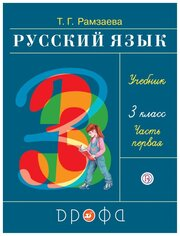 Т. Г. Рамзаева
РУССКИЙ ЯЗЫК
Учебник
3
3 класс
Часть
первая
ДРОФА